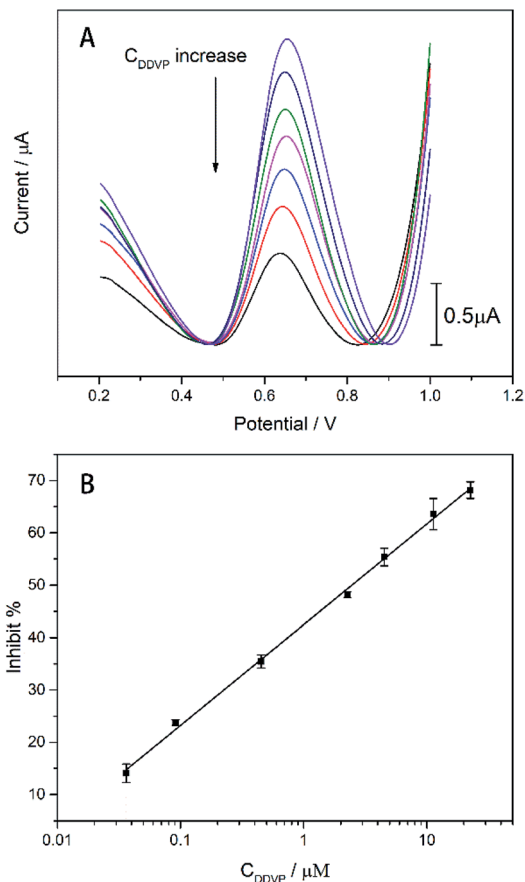 A
C_DDVP increase
Current / μA
0.5μA
0.2 0.4 0.6 0.8 1.0 1.2
Potential / V
B
70
60
50
40
30
20
10
Inhibit %
0.01 0.1 1 10
C_DDVP / μM